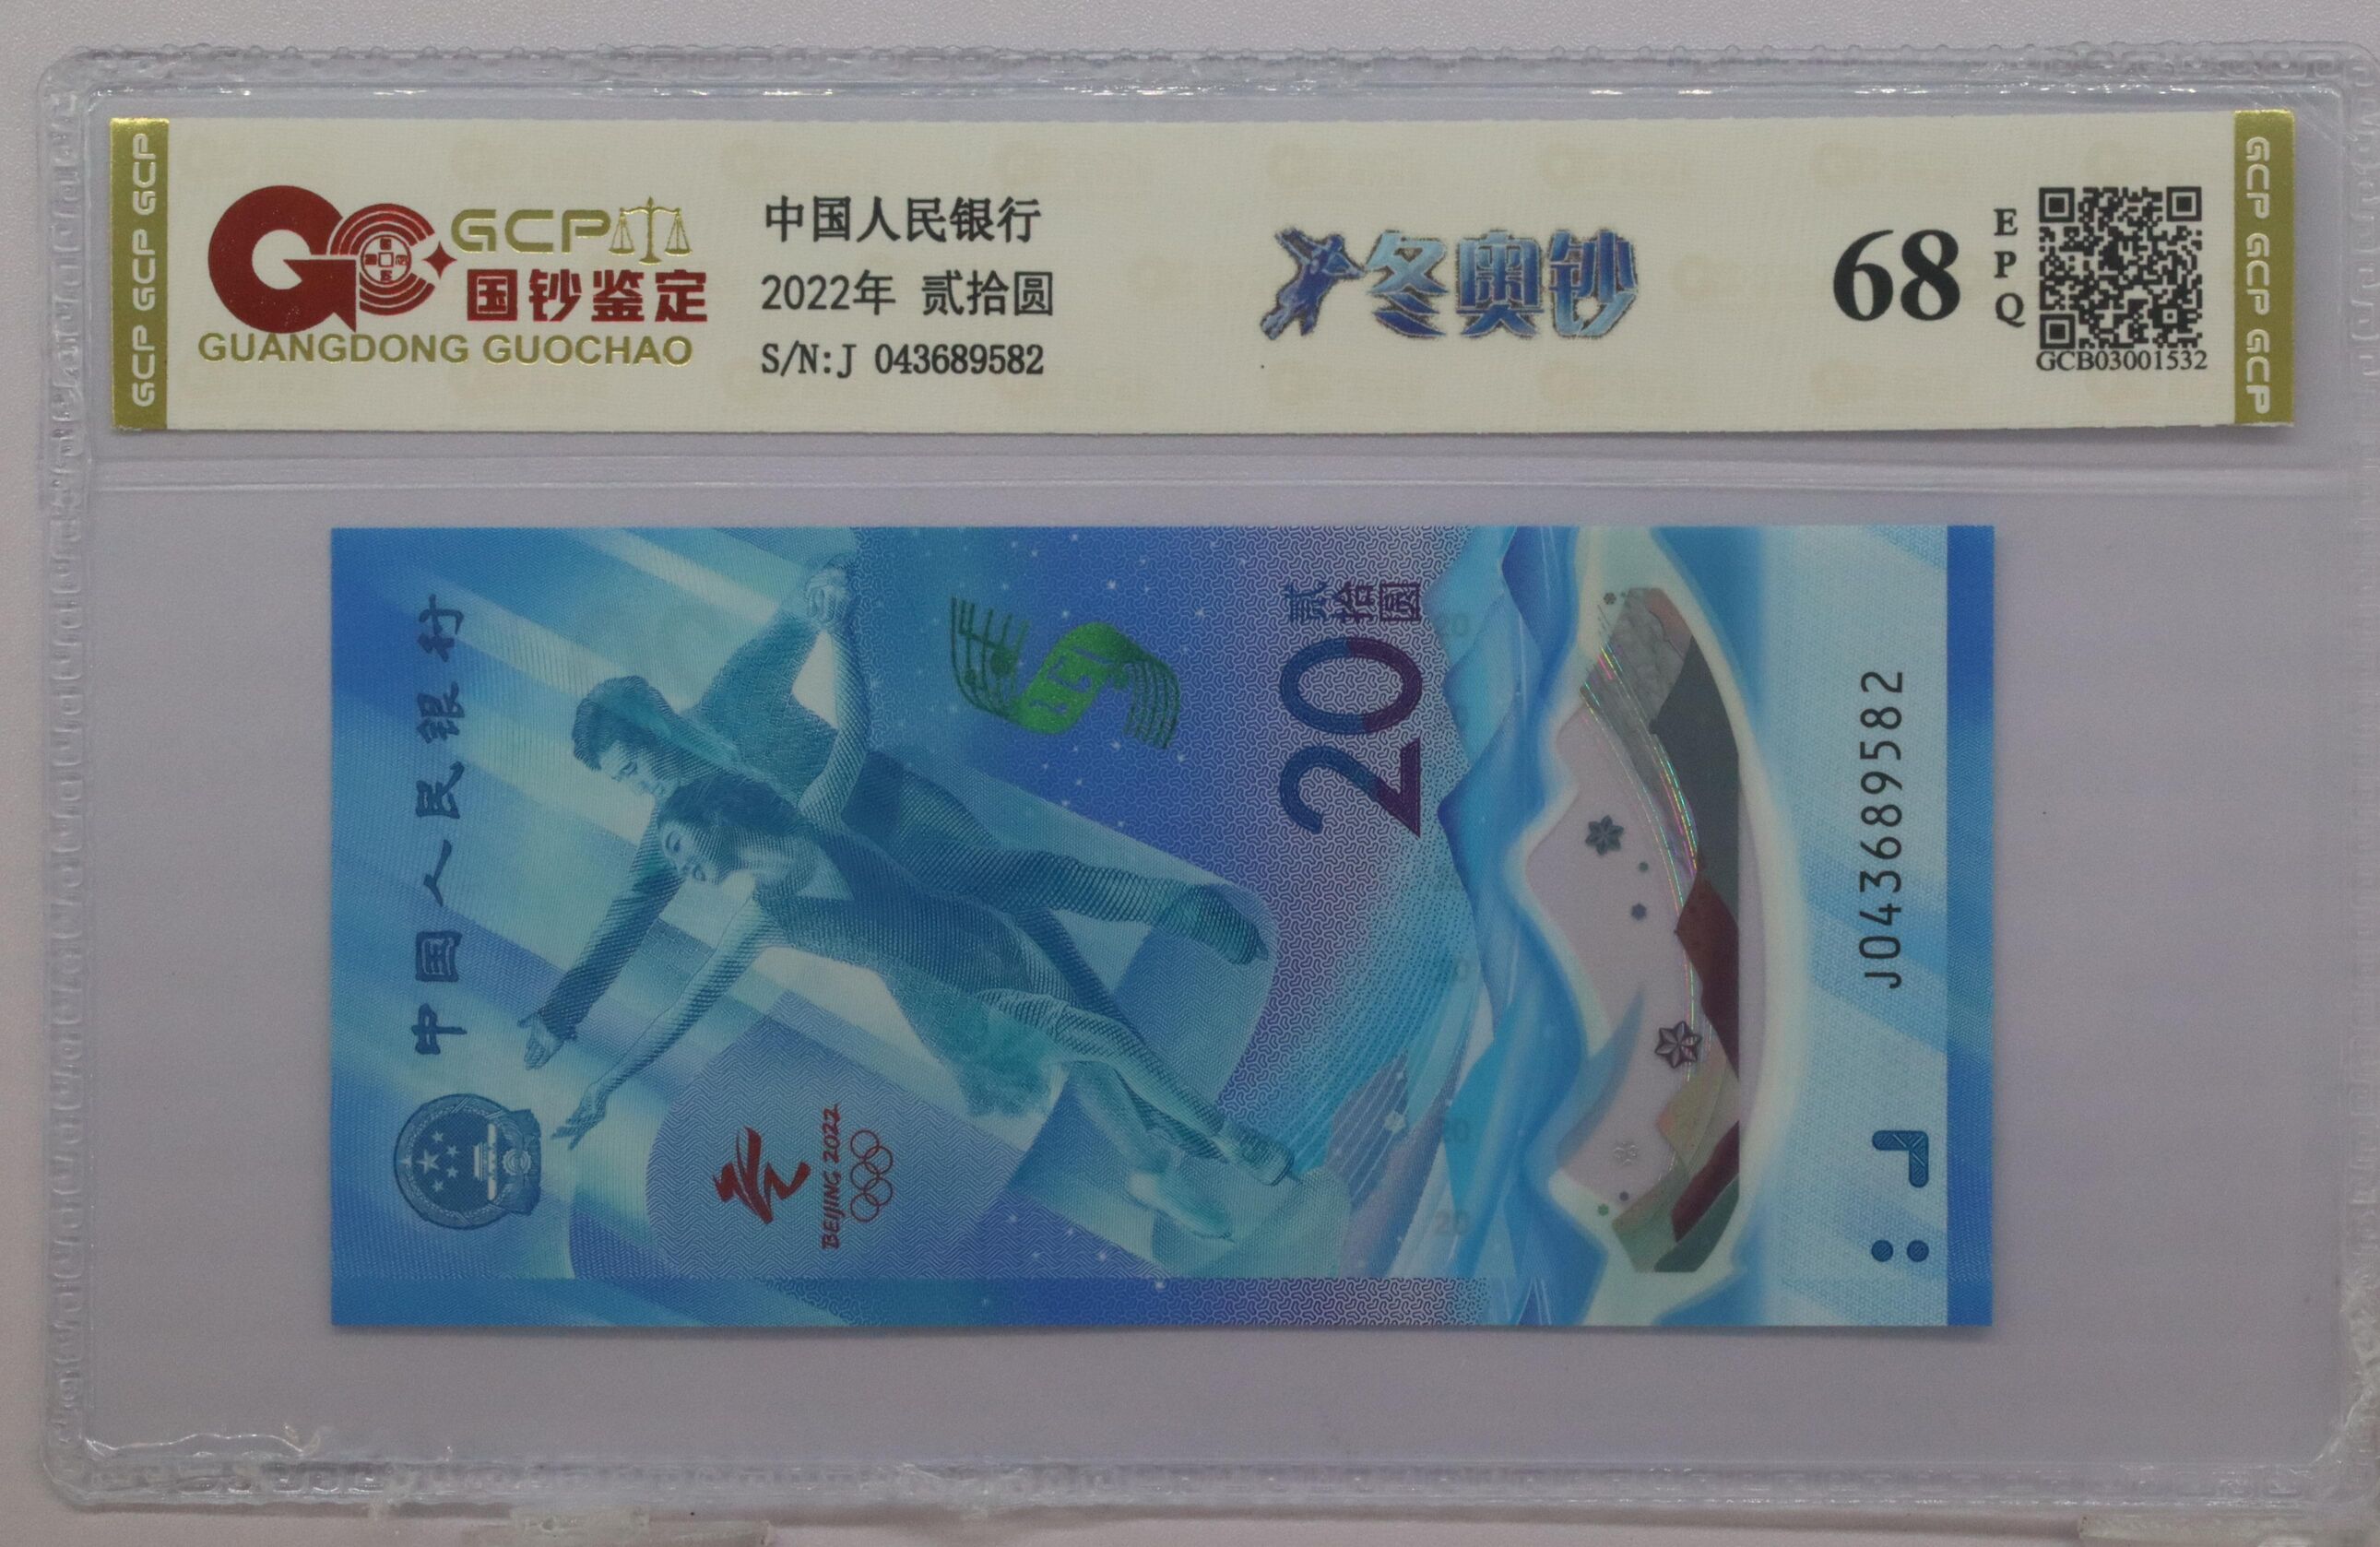 GCP GCP GCP
GCP
国钞鉴定
GUANGDONG GUOCHAO
中国人民银行
2022年 贰拾圆
S/N:J 043689582
冬奥钞
68
EPQ
GCB03001532
GCP GCP GCP
中国人民银行
BEIJING 2022
贰拾圆
20
J043689582